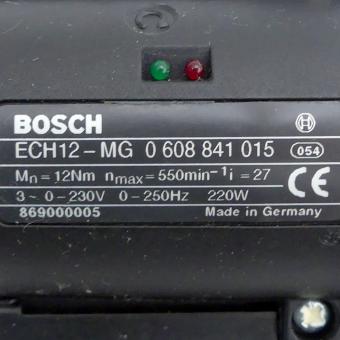 BOSCH
ECH12-MG 0 608 841 015 054
Mn=12Nm nmax=550min-1 i=27
3~ 0-230V 0-250Hz 220W CE
869000005 Made in Germany